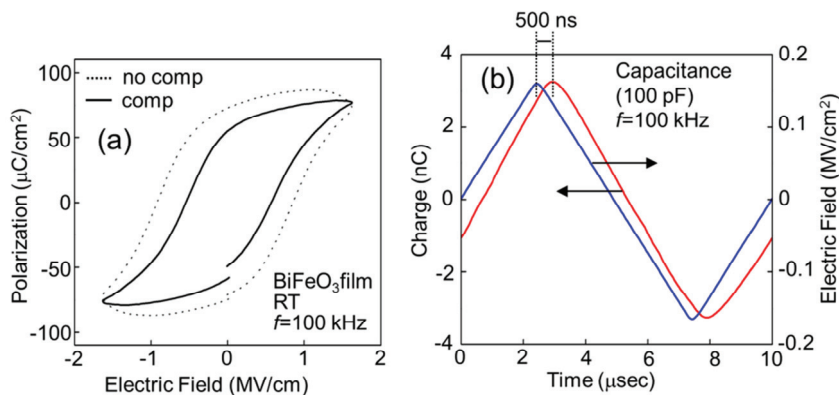 500 ns
100
50
0
-50
-100
Polarization (μC/cm²)
no comp
comp
(a)
BiFeO₃film
RT
f=100 kHz
-2
-1
0
1
2
Electric Field (MV/cm)
4
2
0
-2
-4
Charge (nC)
(b)
Capacitance
(100 pF)
f=100 kHz
0.2
0.1
0
-0.1
-0.2
Electric Field (MV/cm²)
0
2
4
6
8
10
Time (μsec)